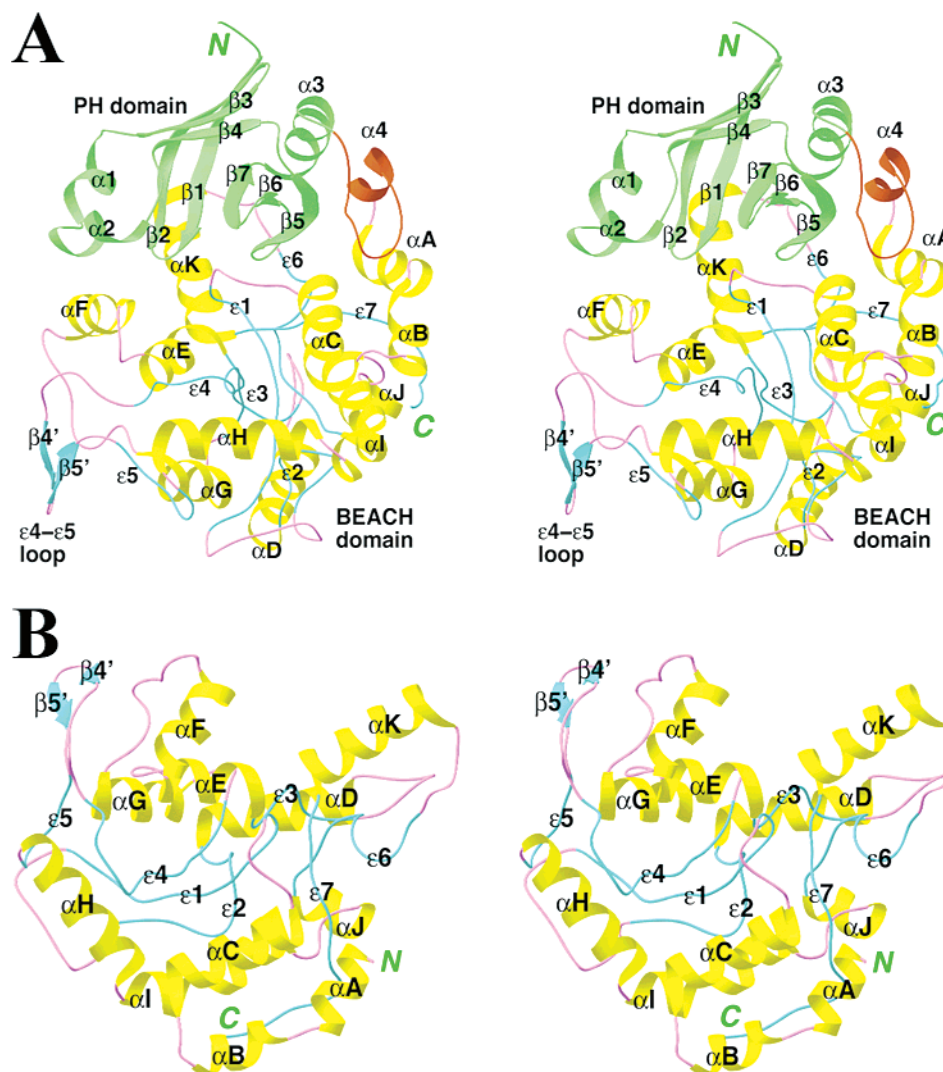 A
N N
α3 α3
PH domain β3 PH domain β3
β4 α4 β4 α4
α1 β7 β6 α1 β7 β6
β1 β1
α2 β2 β5 α2 β2 β5
αA αA
αK ε6 αK ε6
αF ε1 ε7 αF ε1 ε7
αE αC αB αE αC αB
ε4 ε3 αJ ε4 ε3 αJ
C C
β4’ αH αI β4’ αH αI
β5’ ε5 αG ε2 β5’ ε5 αG ε2
ε4–ε5 BEACH ε4–ε5 BEACH
loop αD domain loop αD domain
B
β4’ β4’
β5’ αF αK β5’ αF αK
αG αE ε3 αD αG αE ε3 αD
ε5 ε6 ε5 ε6
ε4 ε1 ε7 ε4 ε1 ε7
αH ε2 αH ε2
αC αJ αC αJ
N N
αI αA αI αA
C C
αB αB